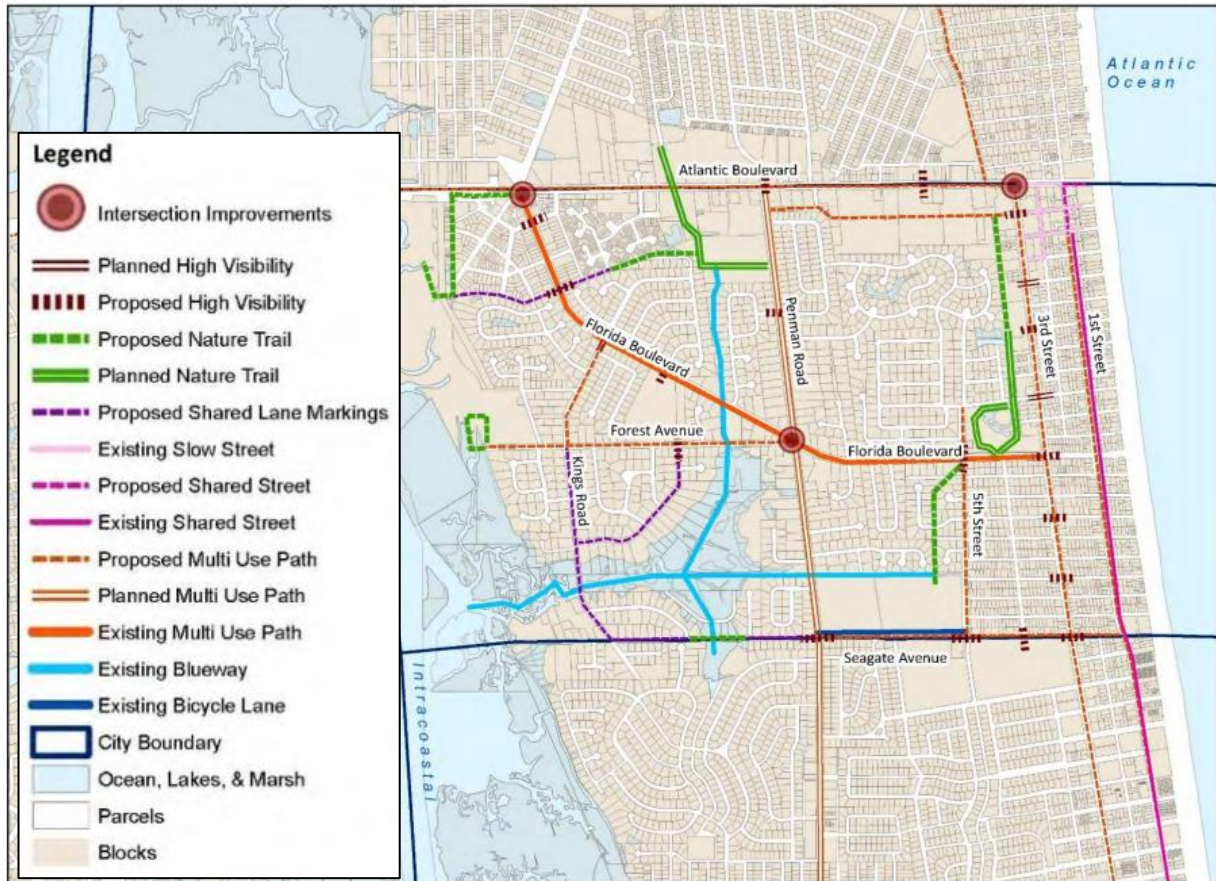 Atlantic
Ocean
Legend
Intersection Improvements
Planned High Visibility
Proposed High Visibility
Proposed Nature Trail
Planned Nature Trail
Proposed Shared Lane Markings
Existing Slow Street
Proposed Shared Street
Existing Shared Street
Proposed Multi Use Path
Planned Multi Use Path
Existing Multi Use Path
Existing Blueway
Existing Bicycle Lane
City Boundary
Ocean, Lakes, & Marsh
Parcels
Blocks
Atlantic Boulevard
Florida Boulevard
Penman Road
3rd Street
1st Street
Forest Avenue
Florida Boulevard
Kings Road
5th Street
Seagate Avenue
Intracoastal